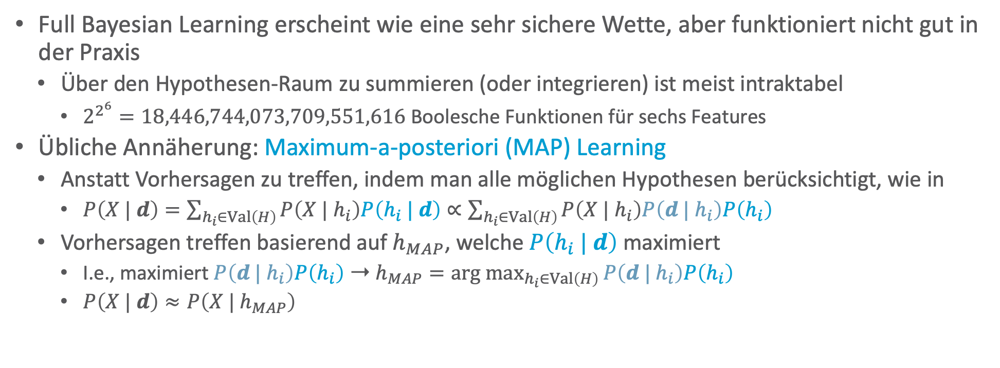 • Full Bayesian Learning erscheint wie eine sehr sichere Wette, aber funktioniert nicht gut in
der Praxis
• Über den Hypothesen-Raum zu summieren (oder integrieren) ist meist intraktabel
• $2^{2^6} = 18,446,744,073,709,551,616$ Boolesche Funktionen für sechs Features
• Übliche Annäherung: Maximum-a-posteriori (MAP) Learning
• Anstatt Vorhersagen zu treffen, indem man alle möglichen Hypothesen berücksichtigt, wie in
• $P(X \mid \boldsymbol{d}) = \sum_{h_i \in \mathrm{Val}(H)} P(X \mid h_i) P(h_i \mid \boldsymbol{d}) \propto \sum_{h_i \in \mathrm{Val}(H)} P(X \mid h_i) P(\boldsymbol{d} \mid h_i) P(h_i)$
• Vorhersagen treffen basierend auf $h_{MAP}$, welche $P(h_i \mid \boldsymbol{d})$ maximiert
• I.e., maximiert $P(\boldsymbol{d} \mid h_i) P(h_i) \rightarrow h_{MAP} = \arg\max_{h_i \in \mathrm{Val}(H)} P(\boldsymbol{d} \mid h_i) P(h_i)$
• $P(X \mid \boldsymbol{d}) \approx P(X \mid h_{MAP})$